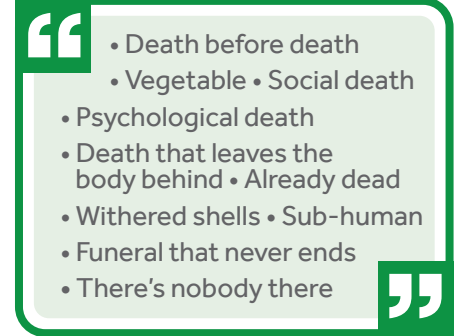 • Death before death
• Vegetable • Social death
• Psychological death
• Death that leaves the
body behind • Already dead
• Withered shells • Sub-human
• Funeral that never ends
• There's nobody there